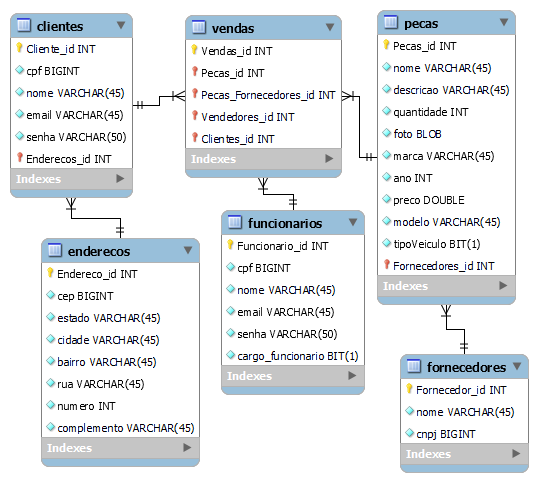 clientes
Cliente_id INT
cpf BIGINT
nome VARCHAR(45)
email VARCHAR(45)
senha VARCHAR(50)
Enderecos_id INT
Indexes
vendas
Vendas_id INT
Pecas_id INT
Pecas_Fornecedores_id INT
Vendedores_id INT
Clientes_id INT
Indexes
pecas
Pecas_id INT
nome VARCHAR(45)
descricao VARCHAR(45)
quantidade INT
foto BLOB
marca VARCHAR(45)
ano INT
preco DOUBLE
modelo VARCHAR(45)
tipoVeiculo BIT(1)
Fornecedores_id INT
Indexes
enderecos
Endereco_id INT
cep BIGINT
estado VARCHAR(45)
cidade VARCHAR(45)
bairro VARCHAR(45)
rua VARCHAR(45)
numero INT
complemento VARCHAR(45)
Indexes
funcionarios
Funcionario_id INT
cpf BIGINT
nome VARCHAR(45)
email VARCHAR(45)
senha VARCHAR(50)
cargo_funcionario BIT(1)
Indexes
fornecedores
Fornecedor_id INT
nome VARCHAR(45)
cnpj BIGINT
Indexes